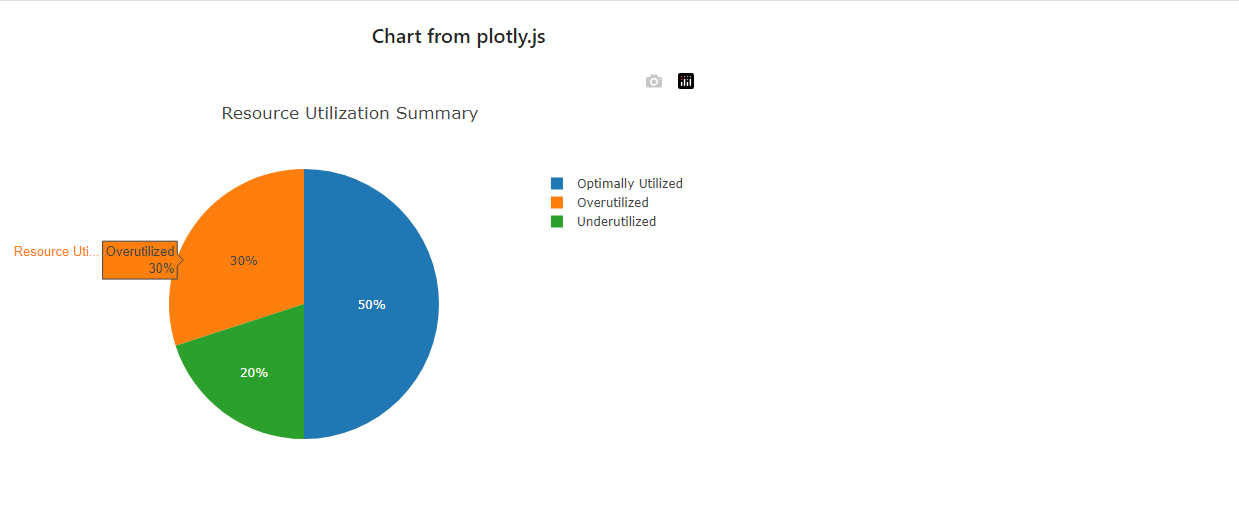 Chart from plotly.js
Resource Utilization Summary
Optimally Utilized
Overutilized
Underutilized
Resource Uti...
Overutilized
30%
30%
50%
20%